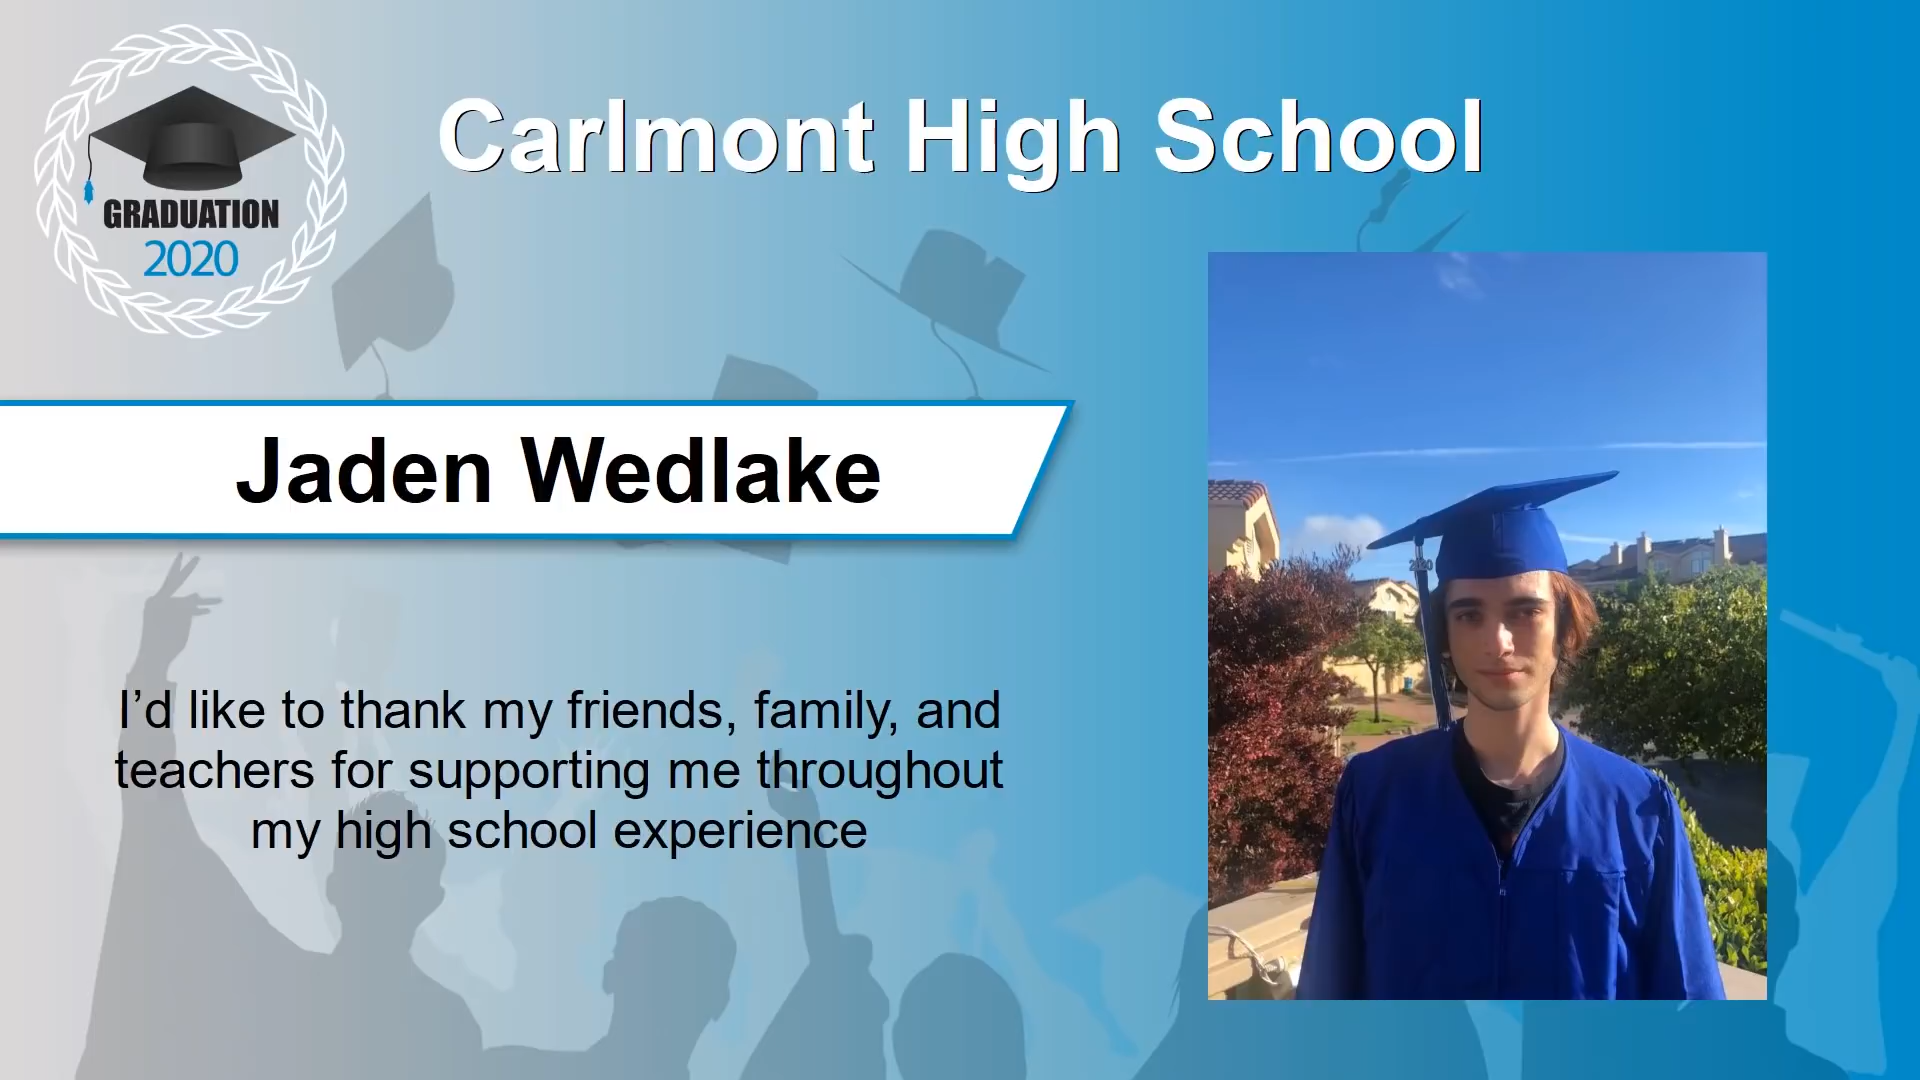 Carlmont High School
GRADUATION
2020
Jaden Wedlake
I’d like to thank my friends, family, and
teachers for supporting me throughout
my high school experience
2020